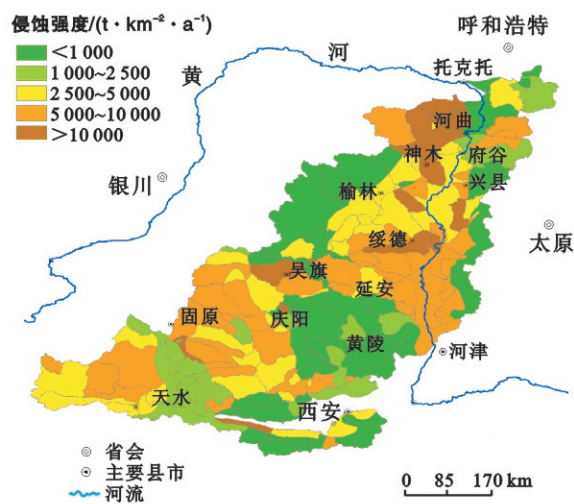 侵蚀强度/(t·km⁻²·a⁻¹)
<1 000
1 000~2 500
2 500~5 000
5 000~10 000
>10 000
呼和浩特
黄
河
托克托
河曲
神木
府谷
银川
榆林
兴县
太原
绥德
吴旗
延安
固原
庆阳
黄陵
河津
天水
西安
省会
主要县市
河流
0 85 170 km